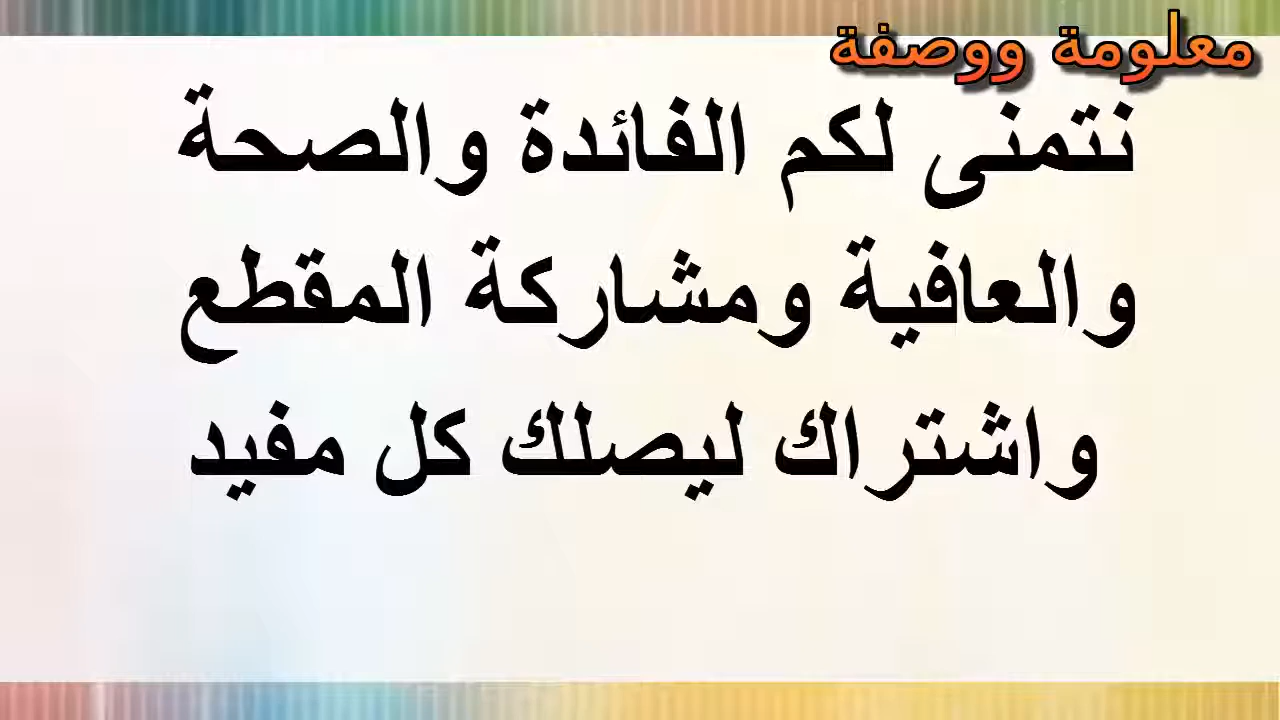 معلومة ووصفة
نتمنى لكم الفائدة والصحة
والعافية ومشاركة المقطع
واشتراك ليصلك كل مفيد